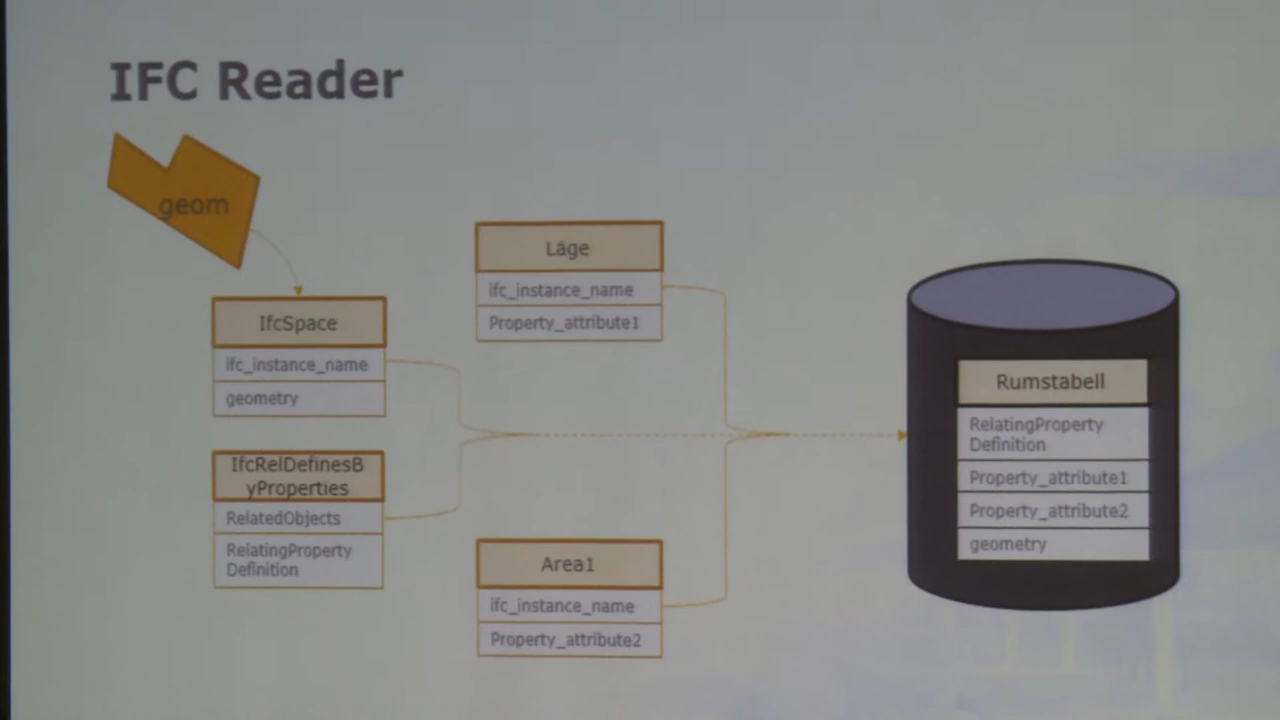 IFC Reader
geom
IfcSpace
ifc_instance_name
geometry
IfcRelDefinesB
yProperties
RelatedObjects
RelatingProperty
Definition
Läge
ifc_instance_name
Property_attribute1
Area1
ifc_instance_name
Property_attribute2
Rumstabell
RelatingProperty
Definition
Property_attribute1
Property_attribute2
geometry